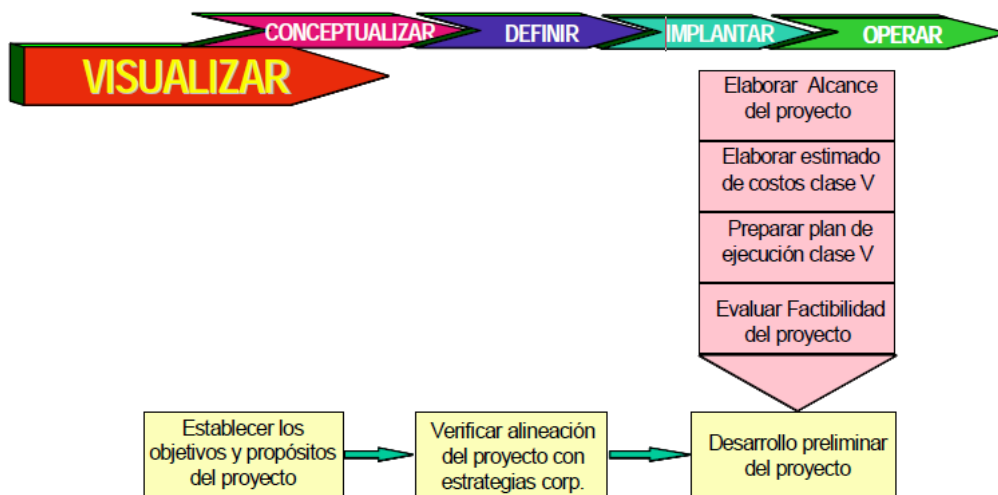 CONCEPTUALIZAR
DEFINIR
IMPLANTAR
OPERAR
VISUALIZAR
Elaborar Alcance
del proyecto
Elaborar estimado
de costos clase V
Preparar plan de
ejecución clase V
Evaluar Factibilidad
del proyecto
Establecer los
objetivos y propósitos
del proyecto
Verificar alineación
del proyecto con
estrategias corp.
Desarrollo preliminar
del proyecto